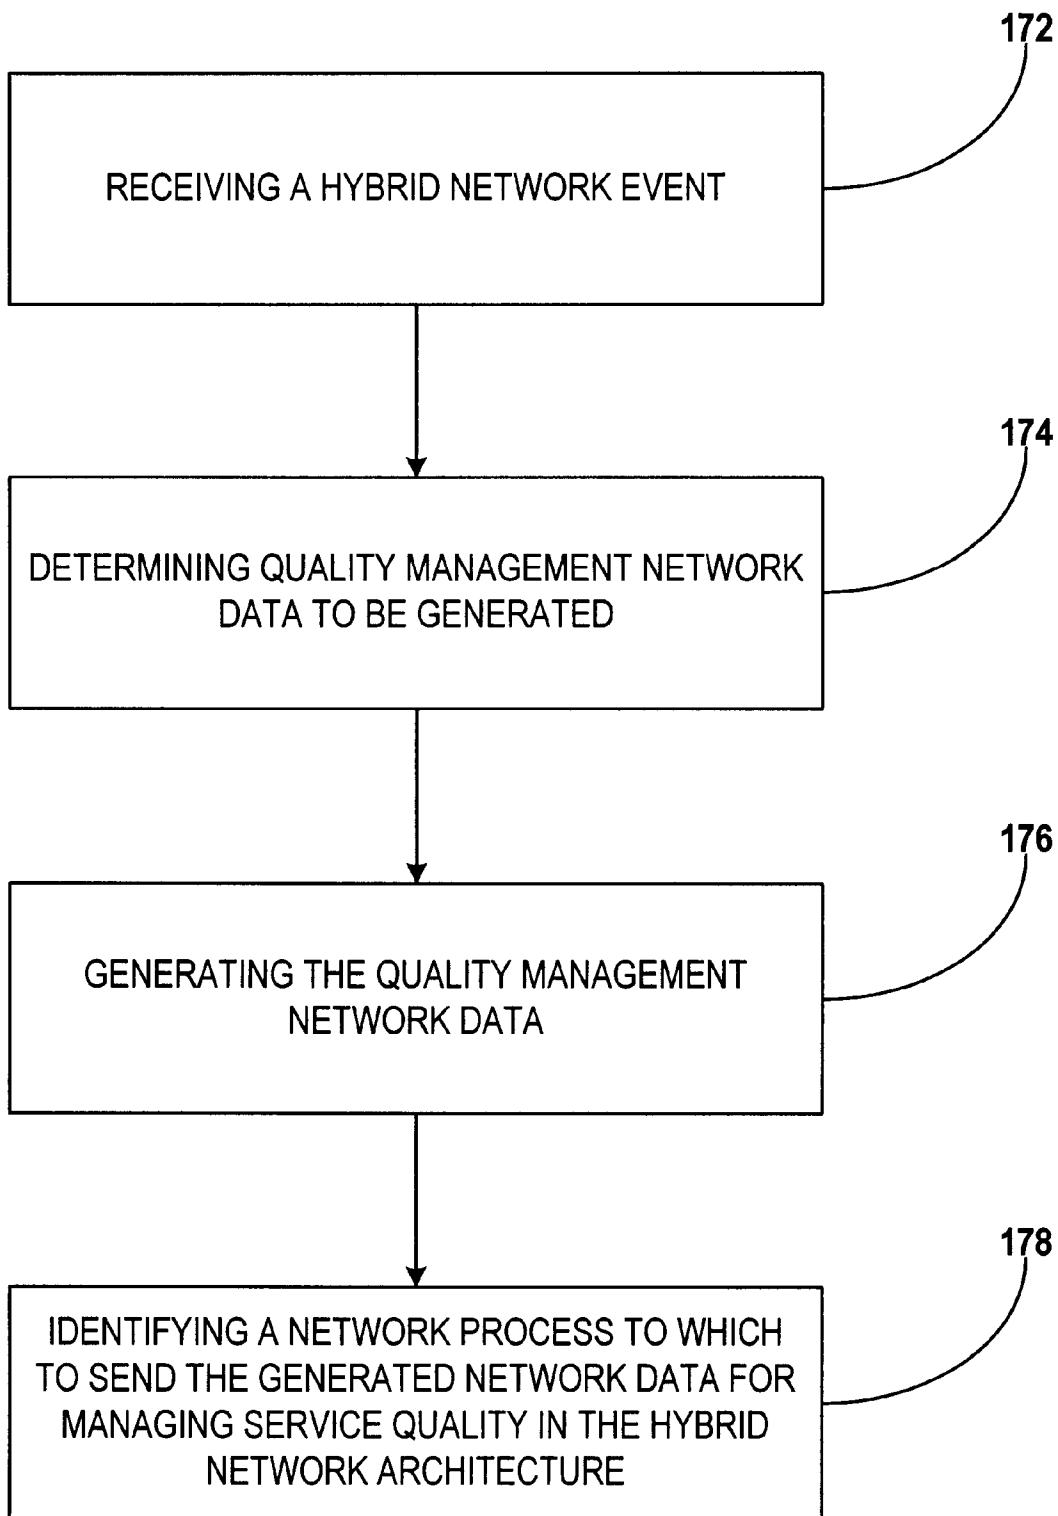 172
RECEIVING A HYBRID NETWORK EVENT
174
DETERMINING QUALITY MANAGEMENT NETWORK
DATA TO BE GENERATED
176
GENERATING THE QUALITY MANAGEMENT
NETWORK DATA
178
IDENTIFYING A NETWORK PROCESS TO WHICH
TO SEND THE GENERATED NETWORK DATA FOR
MANAGING SERVICE QUALITY IN THE HYBRID
NETWORK ARCHITECTURE